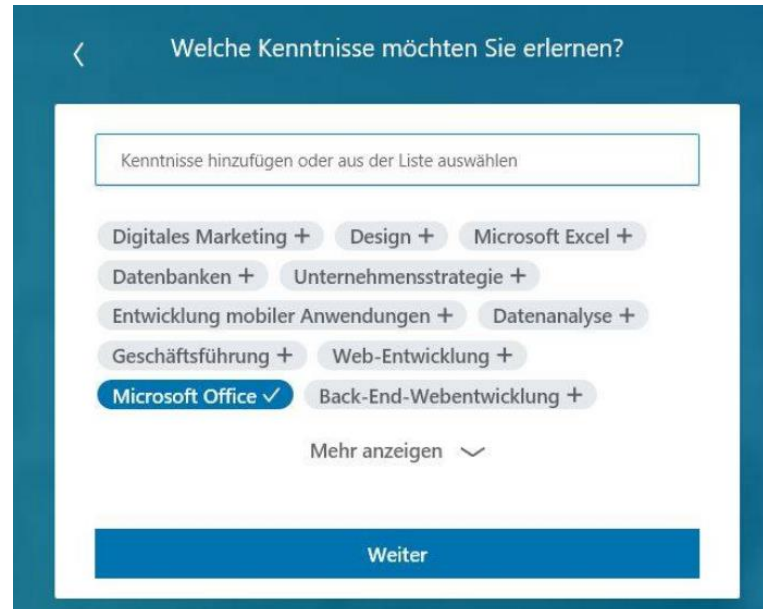 Welche Kenntnisse möchten Sie erlernen?
Kenntnisse hinzufügen oder aus der Liste auswählen
Digitales Marketing + Design + Microsoft Excel +
Datenbanken + Unternehmensstrategie +
Entwicklung mobiler Anwendungen + Datenanalyse +
Geschäftsführung + Web-Entwicklung +
Microsoft Office ✓ Back-End-Webentwicklung +
Mehr anzeigen
Weiter